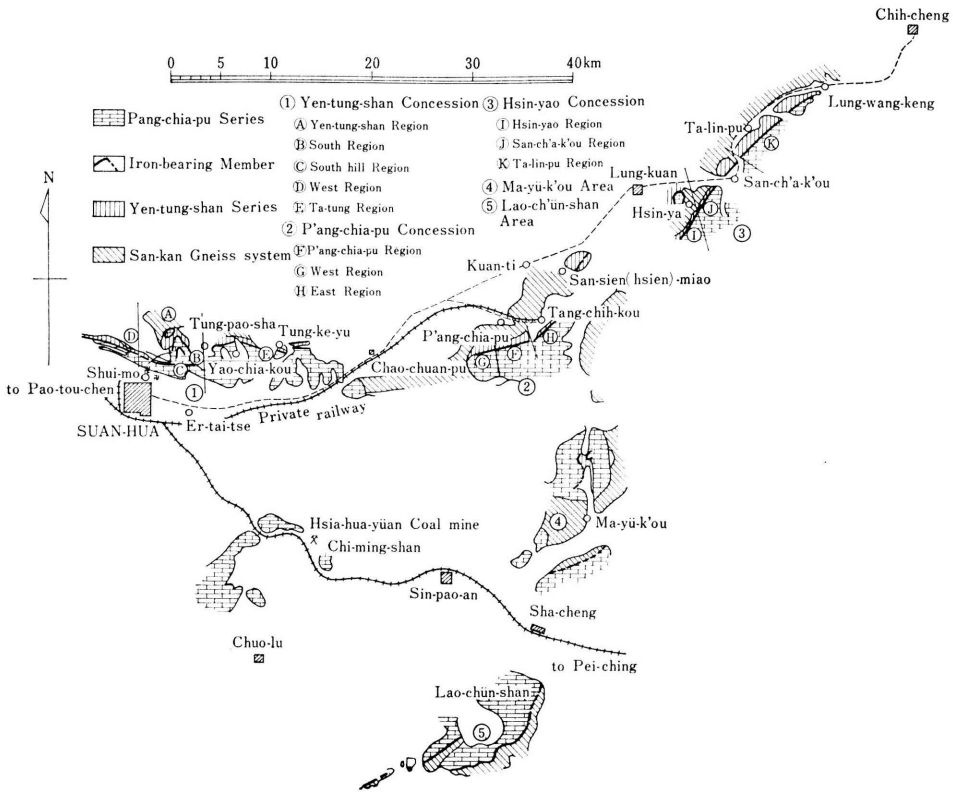 Chih-cheng
0 10 20 30 40km
Pang-chia-pu Series
Iron-bearing Member
Yen-tung-shan Series
San-kan Gneiss system
① Yen-tung-shan Concession
Ⓐ Yen-tung-shan Region
Ⓑ South Region
Ⓒ South hill Region
Ⓓ West Region
Ⓔ Ta-tung Region
② P'ang-chia-pu Concession
Ⓕ P'ang-chia-pu Region
Ⓖ West Region
Ⓗ East Region
③ Hsin-yao Concession
Ⓘ Hsin-yao Region
Ⓙ San-ch'a-k'ou Region
Ⓚ Ta-lin-pu Region
④ Ma-yü-k'ou Area
⑤ Lao-ch'ün-shan
Area
N
Lung-wang-keng
Ta-lin-pu
Ⓚ
Lung-kuan
San-ch'a-k'ou
Hsin-ya
Ⓙ
Ⓘ
③
Kuan-ti
San-sien(hsien)-miao
Tang-chih-kou
P'ang-chia-pu
Ⓗ
Ⓖ
Ⓕ
②
Ⓐ
Tung-pao-sha
Tung-ke-yu
Ⓓ
Ⓑ
Ⓔ
Ⓒ
Yao-chia-kou
Chao-chuan-pu
Shui-mo
to Pao-tou-chen
①
Private railway
SUAN-HUA
Er-tai-tse
Hsia-hua-yüan Coal mine
Chi-ming-shan
④
Ma-yü-k'ou
Sin-pao-an
Sha-cheng
Chuo-lu
to Pei-ching
Lao-chün-shan
⑤